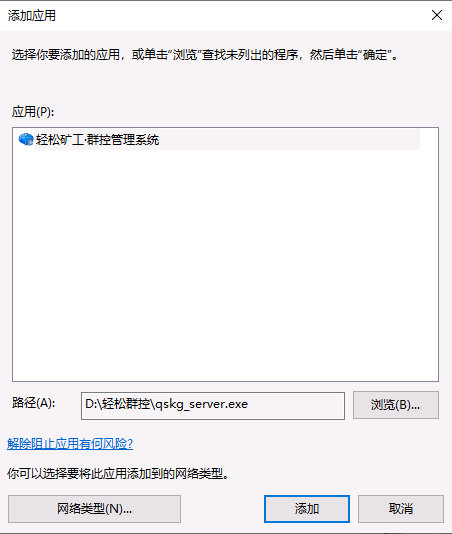 添加应用
选择你要添加的应用，或单击“浏览”查找未列出的程序，然后单击“确定”。
应用(P):
轻松矿工·群控管理系统
路径(A):
D:\轻松群控\qskg_server.exe
浏览(B)...
解除阻止应用有何风险?
你可以选择要将此应用添加到的网络类型。
网络类型(N)...
添加
取消